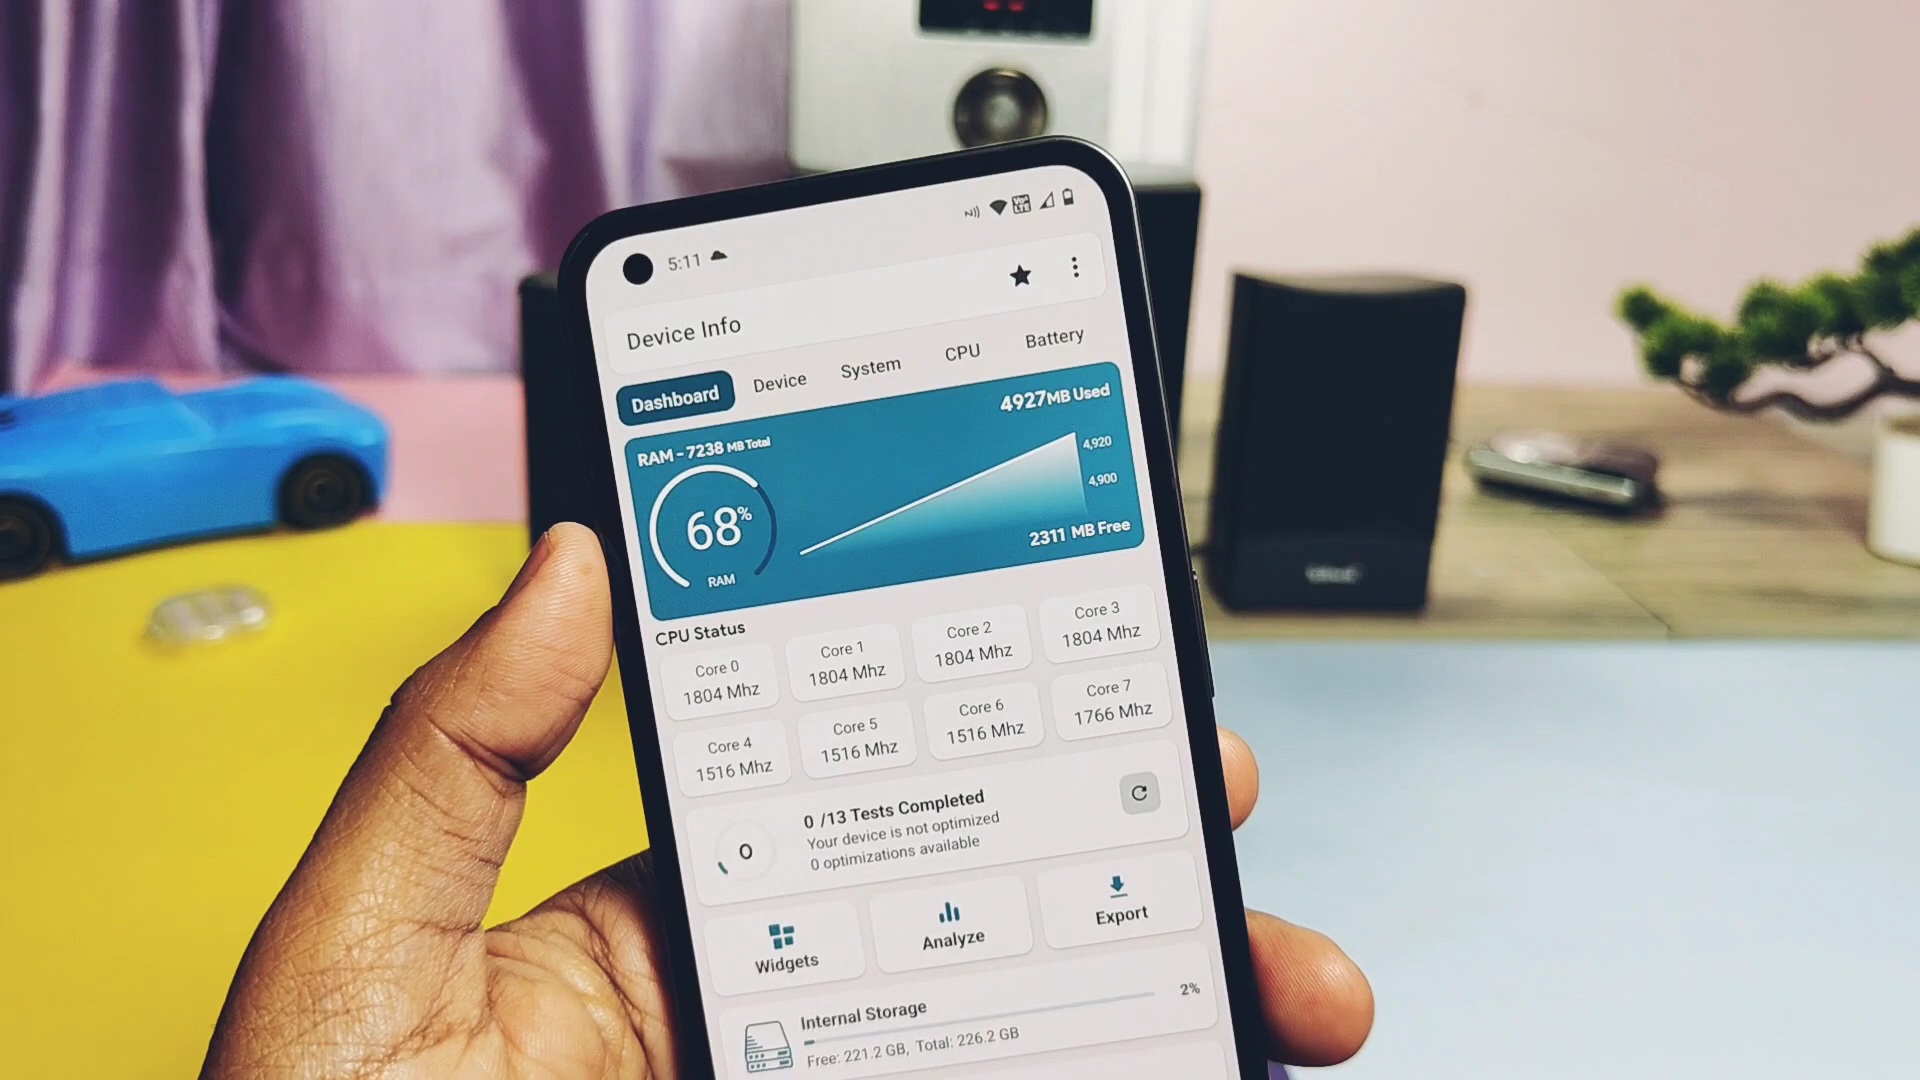 5:11
Vo
LTE
Device Info
Dashboard Device System CPU Battery
RAM - 7238 MB Total
4927MB Used
4,920
4,900
68%
RAM
2311 MB Free
CPU Status
Core 0 Core 1 Core 2 Core 3
1804 Mhz 1804 Mhz 1804 Mhz 1804 Mhz
Core 4 Core 5 Core 6 Core 7
1516 Mhz 1516 Mhz 1516 Mhz 1766 Mhz
0
0 /13 Tests Completed
Your device is not optimized
0 optimizations available
Widgets Analyze Export
Internal Storage
2%
Free: 221.2 GB, Total: 226.2 GB